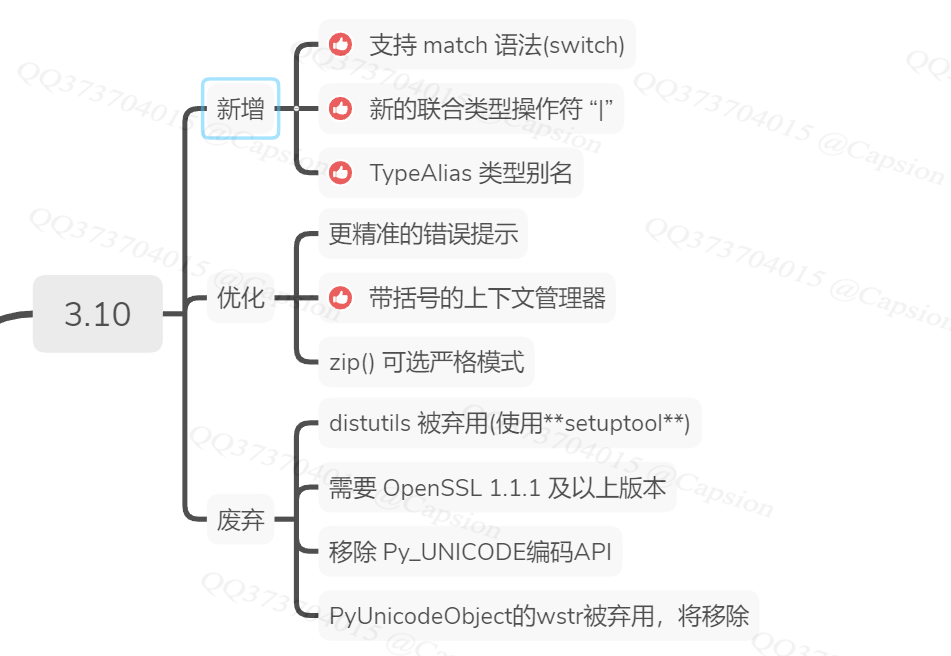 支持 match 语法(switch)
新增
新的联合类型操作符 “|”
TypeAlias 类型别名
更精准的错误提示
3.10
优化
带括号的上下文管理器
zip() 可选严格模式
distutils 被弃用(使用**setuptool**)
需要 OpenSSL 1.1.1 及以上版本
废弃
移除 Py_UNICODE编码API
PyUnicodeObject的wstr被弃用，将移除
QQ373704015 @Capsion